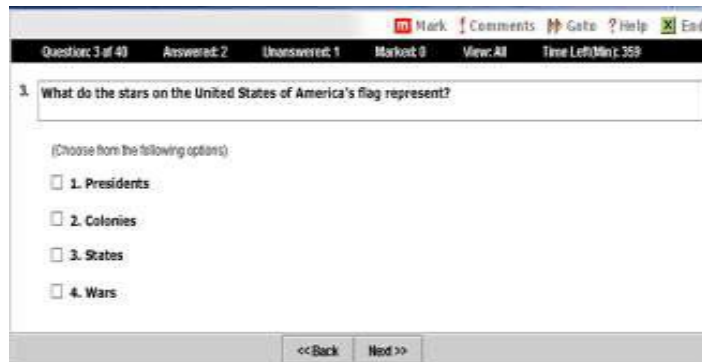 m Mark ! Comments Goto ? Help X End
Question: 3 of 40 Answered: 2 Unanswered: 1 Marked: 0 View: All Time Left(Min): 359
3. What do the stars on the United States of America's flag represent?
(Choose from the following options)
1. Presidents
2. Colonies
3. States
4. Wars
<< Back Next >>